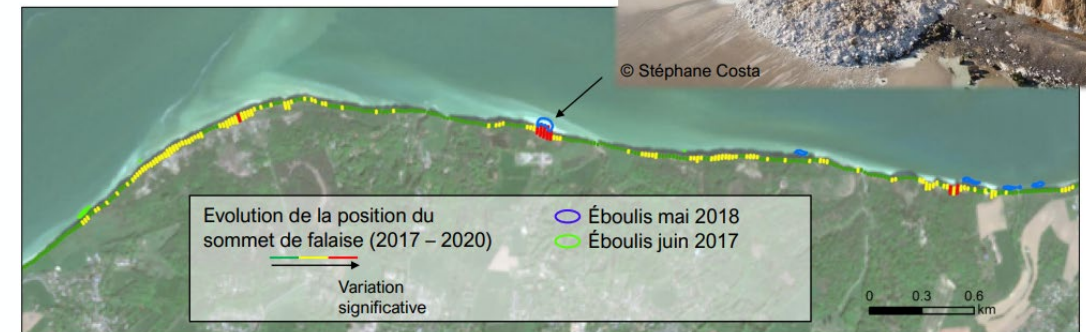 © Stéphane Costa
Evolution de la position du
sommet de falaise (2017 – 2020)
Variation
significative
Éboulis mai 2018
Éboulis juin 2017
0 0.3 0.6
km